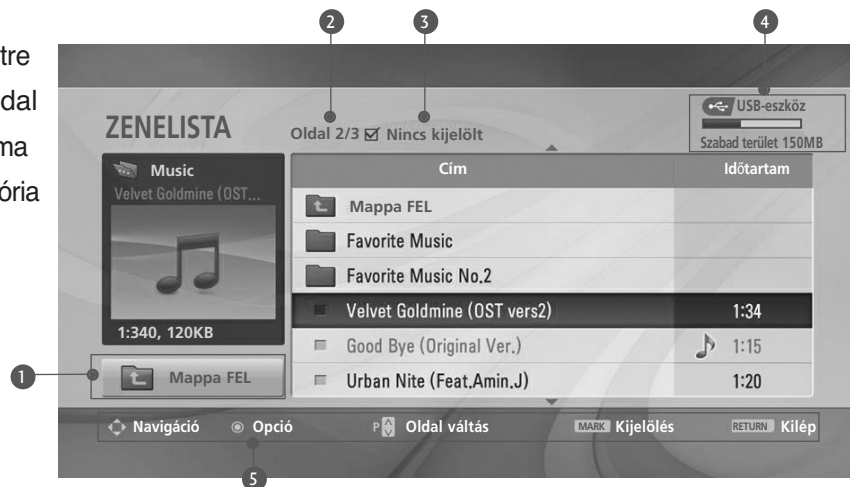 2
3
4
tre
dal
ma
ória
USB-eszköz
Szabad terület 150MB
ZENELISTA
Oldal 2/3 Nincs kijelölt
Music
Velvet Goldmine (OST...
Cím
Időtartam
Mappa FEL
Favorite Music
Favorite Music No.2
Velvet Goldmine (OST vers2)
1:34
1:340, 120KB
Good Bye (Original Ver.)
1:15
1
Mappa FEL
Urban Nite (Feat.Amin.J)
1:20
Navigáció
Opció
P Oldal váltás
MARK Kijelölés
RETURN Kilép
5